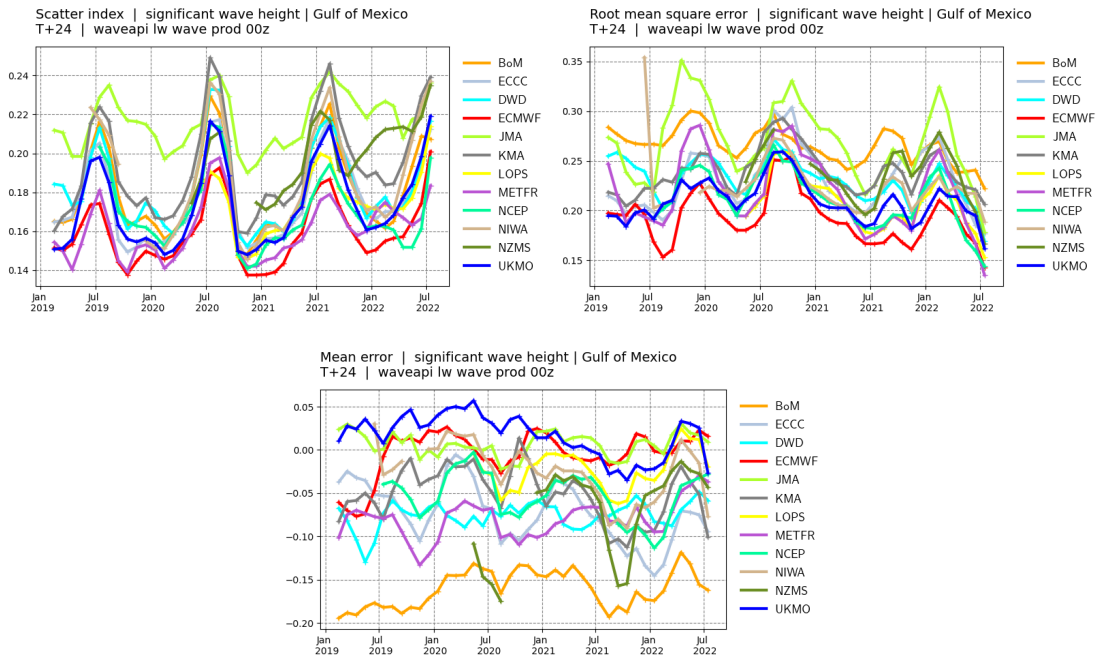 Scatter index | significant wave height | Gulf of Mexico
T+24 | waveapi lw wave prod 00z
0.24
0.22
0.20
0.18
0.16
0.14
Jan 2019
Jul
Jan 2020
Jul
Jan 2021
Jul
Jan 2022
Jul 2022
BoM
ECCC
DWD
ECMWF
JMA
KMA
LOPS
METFR
NCEP
NIWA
NZMS
UKMO
Root mean square error | significant wave height | Gulf of Mexico
T+24 | waveapi lw wave prod 00z
0.35
0.30
0.25
0.20
0.15
Jan 2019
Jul 2019
Jan 2020
Jul 2020
Jan 2021
Jul 2021
Jan 2022
Jul 2022
BoM
ECCC
DWD
ECMWF
JMA
KMA
LOPS
METFR
NCEP
NIWA
NZMS
UKMO
Mean error | significant wave height | Gulf of Mexico
T+24 | waveapi lw wave prod 00z
0.05
0.00
−0.05
−0.10
−0.15
−0.20
Jan 2019
Jul 2019
Jan 2020
Jul 2020
Jan 2021
Jul 2021
Jan 2022
Jul 2022
BoM
ECCC
DWD
ECMWF
JMA
KMA
LOPS
METFR
NCEP
NIWA
NZMS
UKMO